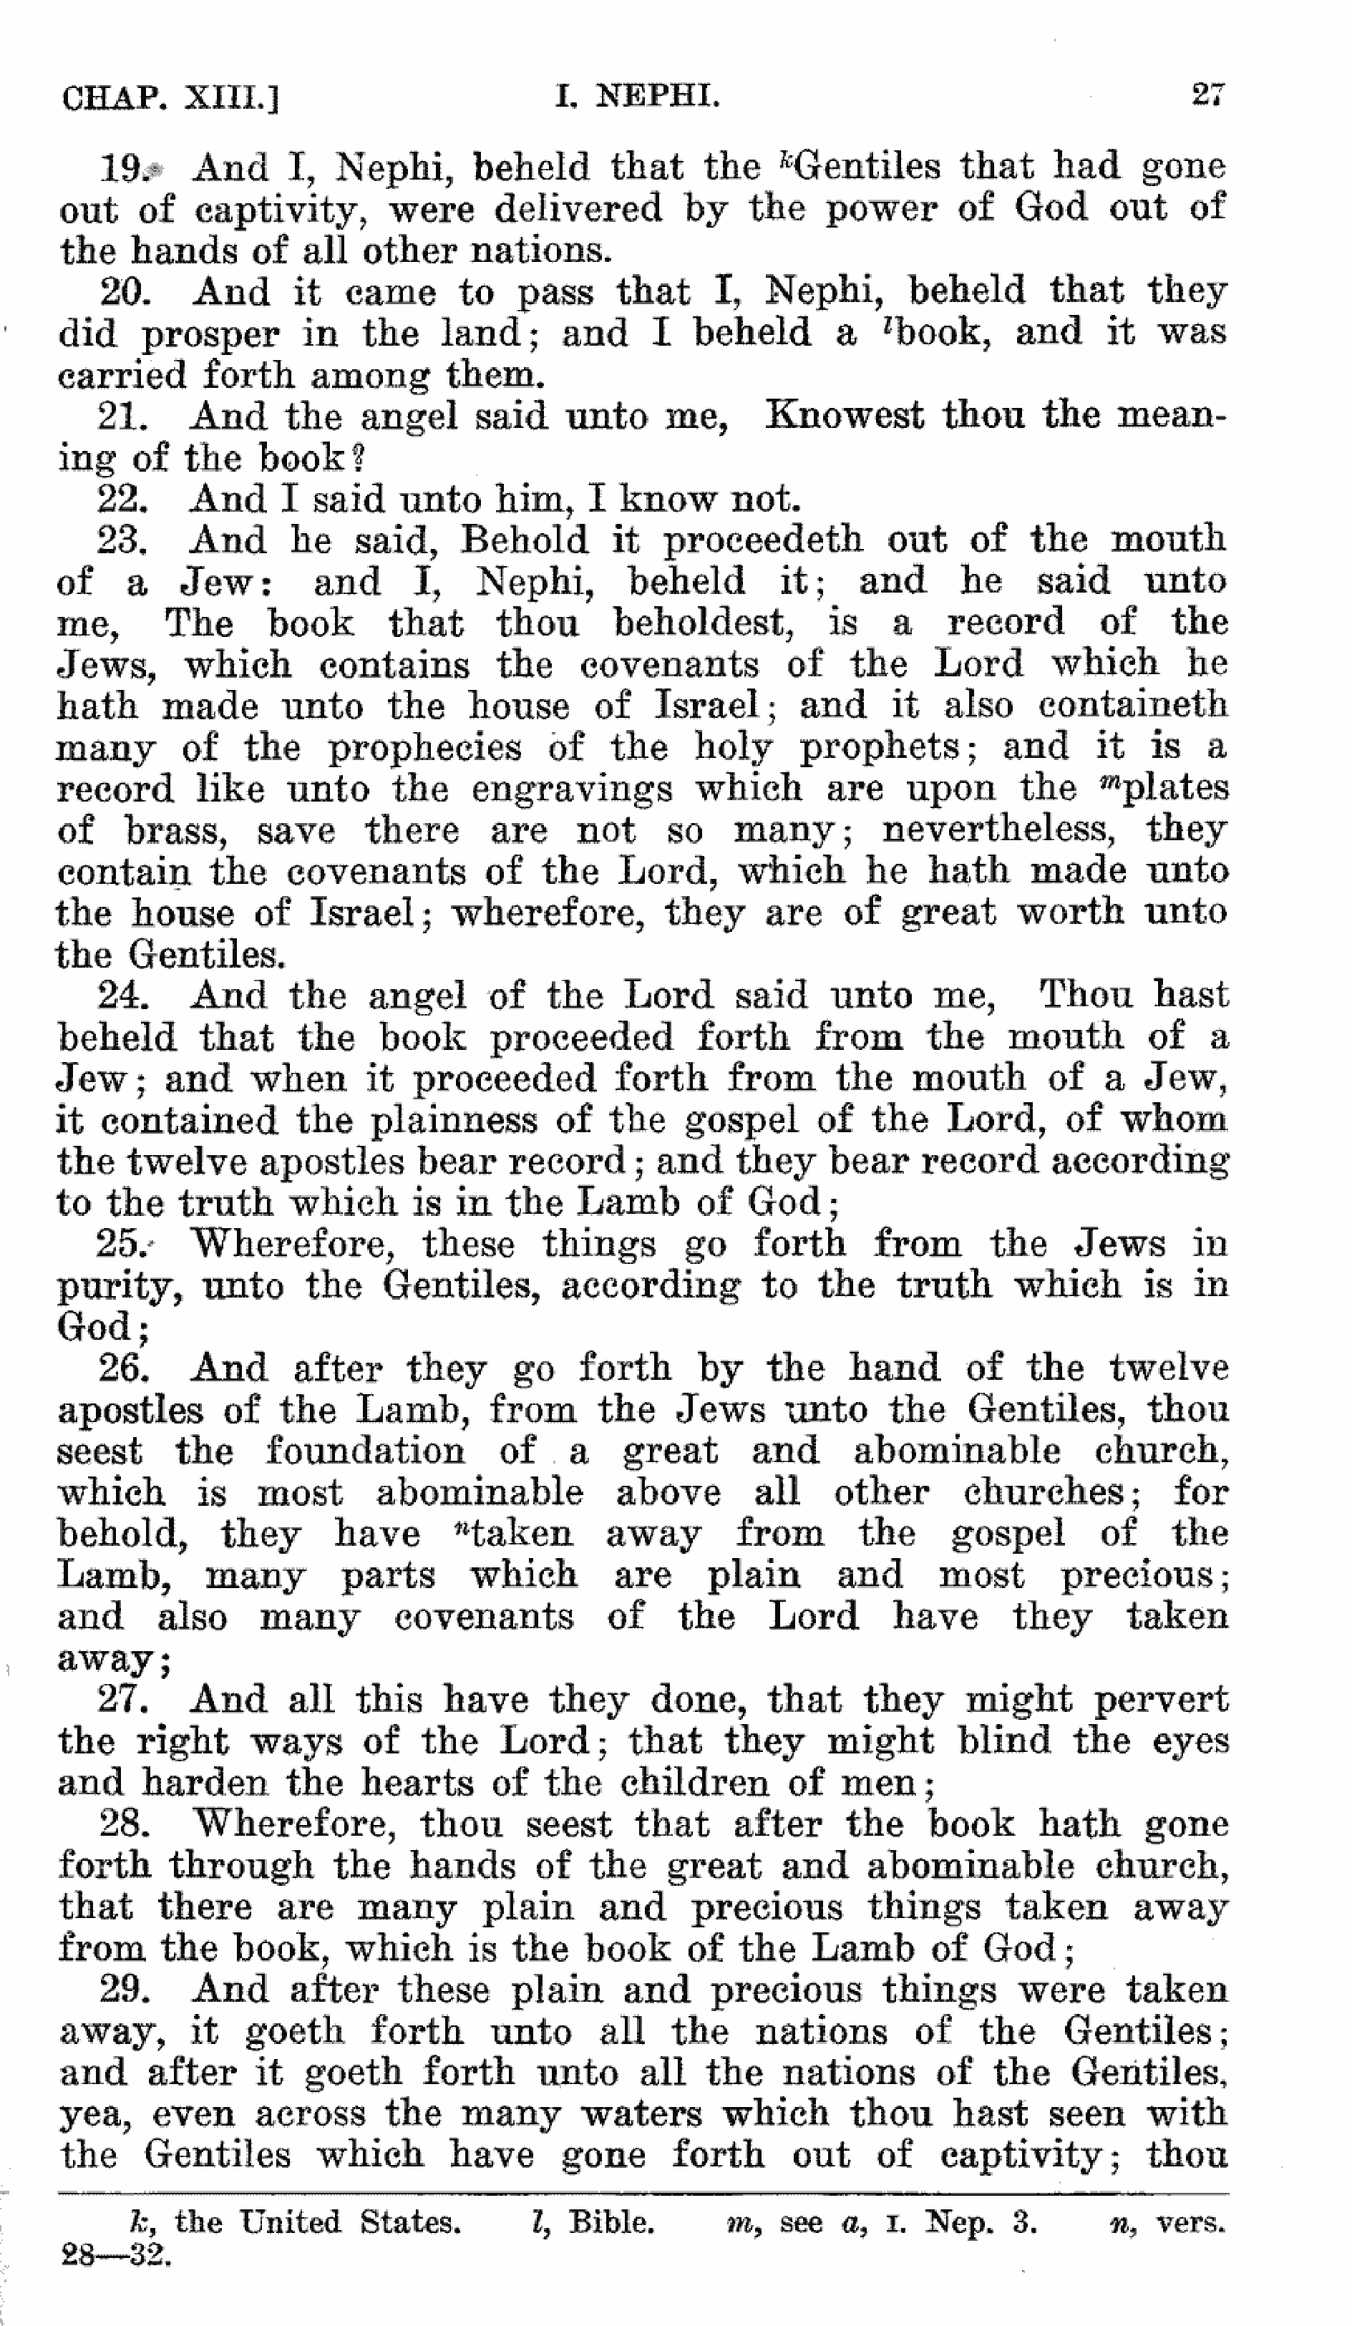 CHAP. XIII.] I. NEPHI. 27
19. And I, Nephi, beheld that the kGentiles that had gone
out of captivity, were delivered by the power of God out of
the hands of all other nations.
20. And it came to pass that I, Nephi, beheld that they
did prosper in the land; and I beheld a lbook, and it was
carried forth among them.
21. And the angel said unto me, Knowest thou the mean-
ing of the book?
22. And I said unto him, I know not.
23. And he said, Behold it proceedeth out of the mouth
of a Jew: and I, Nephi, beheld it; and he said unto
me, The book that thou beholdest, is a record of the
Jews, which contains the covenants of the Lord which he
hath made unto the house of Israel; and it also containeth
many of the prophecies of the holy prophets; and it is a
record like unto the engravings which are upon the mplates
of brass, save there are not so many; nevertheless, they
contain the covenants of the Lord, which he hath made unto
the house of Israel; wherefore, they are of great worth unto
the Gentiles.
24. And the angel of the Lord said unto me, Thou hast
beheld that the book proceeded forth from the mouth of a
Jew; and when it proceeded forth from the mouth of a Jew,
it contained the plainness of the gospel of the Lord, of whom
the twelve apostles bear record; and they bear record according
to the truth which is in the Lamb of God;
25. Wherefore, these things go forth from the Jews in
purity, unto the Gentiles, according to the truth which is in
God;
26. And after they go forth by the hand of the twelve
apostles of the Lamb, from the Jews unto the Gentiles, thou
seest the foundation of a great and abominable church,
which is most abominable above all other churches; for
behold, they have ntaken away from the gospel of the
Lamb, many parts which are plain and most precious;
and also many covenants of the Lord have they taken
away;
27. And all this have they done, that they might pervert
the right ways of the Lord; that they might blind the eyes
and harden the hearts of the children of men;
28. Wherefore, thou seest that after the book hath gone
forth through the hands of the great and abominable church,
that there are many plain and precious things taken away
from the book, which is the book of the Lamb of God;
29. And after these plain and precious things were taken
away, it goeth forth unto all the nations of the Gentiles;
and after it goeth forth unto all the nations of the Gentiles,
yea, even across the many waters which thou hast seen with
the Gentiles which have gone forth out of captivity; thou
k, the United States. l, Bible. m, see a, I. Nep. 3. n, vers.
28—32.